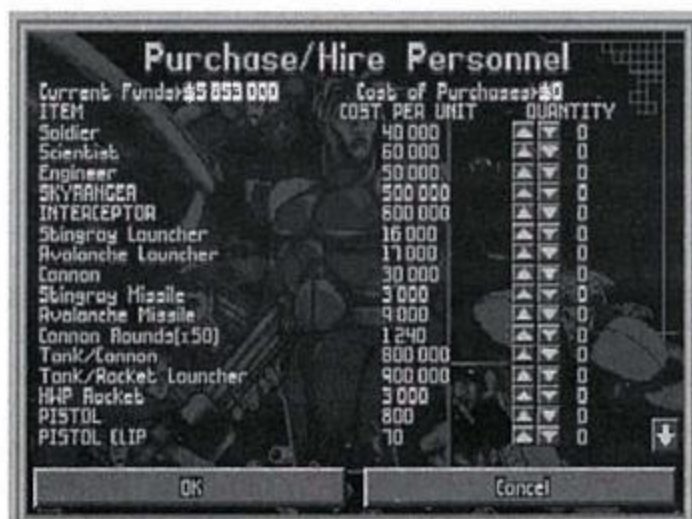 Purchase/Hire Personnel
Current Funds>$5 853 000 Cost of Purchases>$0
ITEM COST PER UNIT QUANTITY
Soldier 40 000 0
Scientist 60 000 0
Engineer 50 000 0
SKYRANGER 500 000 0
INTERCEPTOR 600 000 0
Stingray Launcher 16 000 0
Avalanche Launcher 17 000 0
Cannon 30 000 0
Stingray Missile 3 000 0
Avalanche Missile 9 000 0
Cannon Rounds(x50) 1 240 0
Tank/Cannon 800 000 0
Tank/Rocket Launcher 900 000 0
HWP Rocket 3 000 0
PISTOL 800 0
PISTOL CLIP 70 0
OK Cancel